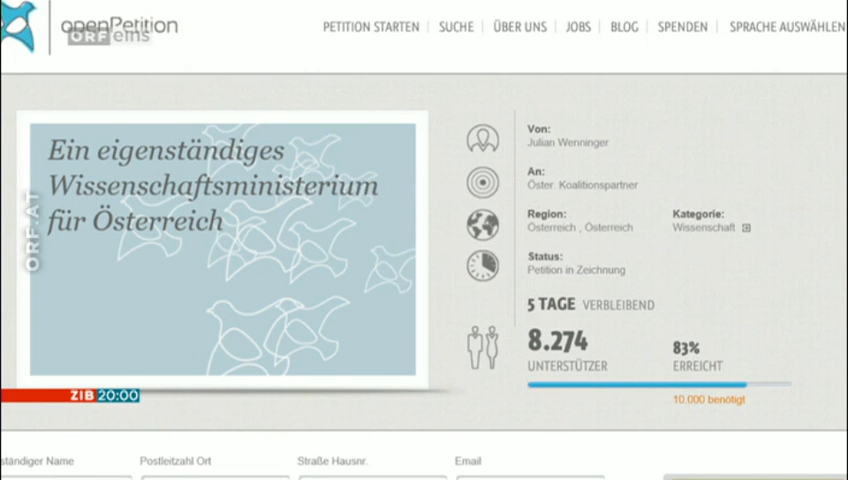 openPetition
ORF eins
PETITION STARTEN | SUCHE | ÜBER UNS | JOBS | BLOG | SPENDEN | SPRACHE AUSWÄHLEN
Ein eigenständiges
Wissenschaftsministerium
für Österreich
ORF.AT
Von:
Julian Wenninger
An:
Öster. Koalitionspartner
Region:
Österreich , Österreich
Kategorie:
Wissenschaft
Status:
Petition in Zeichnung
5 TAGE VERBLEIBEND
8.274
UNTERSTÜTZER
83%
ERREICHT
10.000 benötigt
ZIB 20:00
ständiger Name
Postleitzahl Ort
Straße Hausnr.
Email